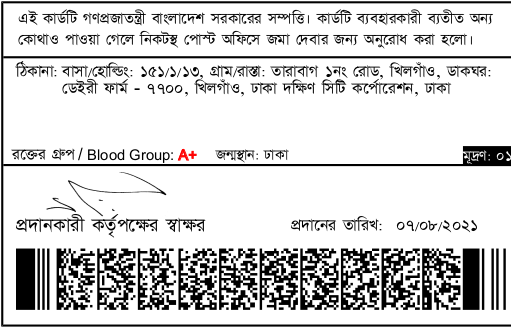 এই কার্ডটি গণপ্রজাতন্ত্রী বাংলাদেশ সরকারের সম্পত্তি। কার্ডটি ব্যবহারকারী ব্যতীত অন্য
কোথাও পাওয়া গেলে নিকটস্থ পোস্ট অফিসে জমা দেবার জন্য অনুরোধ করা হলো।
ঠিকানা: বাসা/হোল্ডিং: ১৫১/১/১৩, গ্রাম/রাস্তা: তারাবাগ ১নং রোড, খিলগাঁও, ডাকঘর:
ডেইরী ফার্ম - ৭৭০০, খিলগাঁও, ঢাকা দক্ষিণ সিটি কর্পোরেশন, ঢাকা
রক্তের গ্রুপ / Blood Group: A+ জন্মস্থান: ঢাকা মূদ্রণ: ০১
প্রদানকারী কর্তৃপক্ষের স্বাক্ষর প্রদানের তারিখ: ০৭/০৮/২০২১